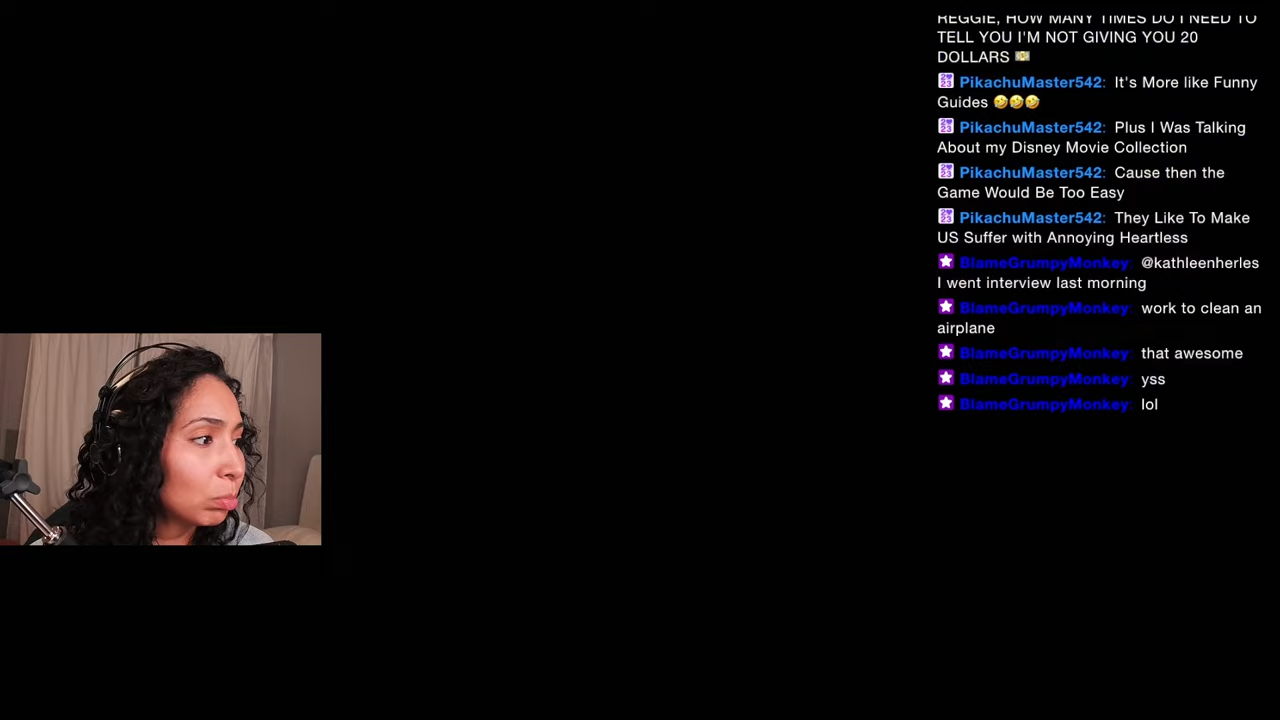 REGGIE, HOW MANY TIMES DO I NEED TO
TELL YOU I'M NOT GIVING YOU 20
DOLLARS 💵
PikachuMaster542: It's More like Funny
Guides 🤣🤣🤣
PikachuMaster542: Plus I Was Talking
About my Disney Movie Collection
PikachuMaster542: Cause then the
Game Would Be Too Easy
PikachuMaster542: They Like To Make
US Suffer with Annoying Heartless
BlameGrumpyMonkey: @kathleenherles
I went interview last morning
BlameGrumpyMonkey: work to clean an
airplane
BlameGrumpyMonkey: that awesome
BlameGrumpyMonkey: yss
BlameGrumpyMonkey: lol